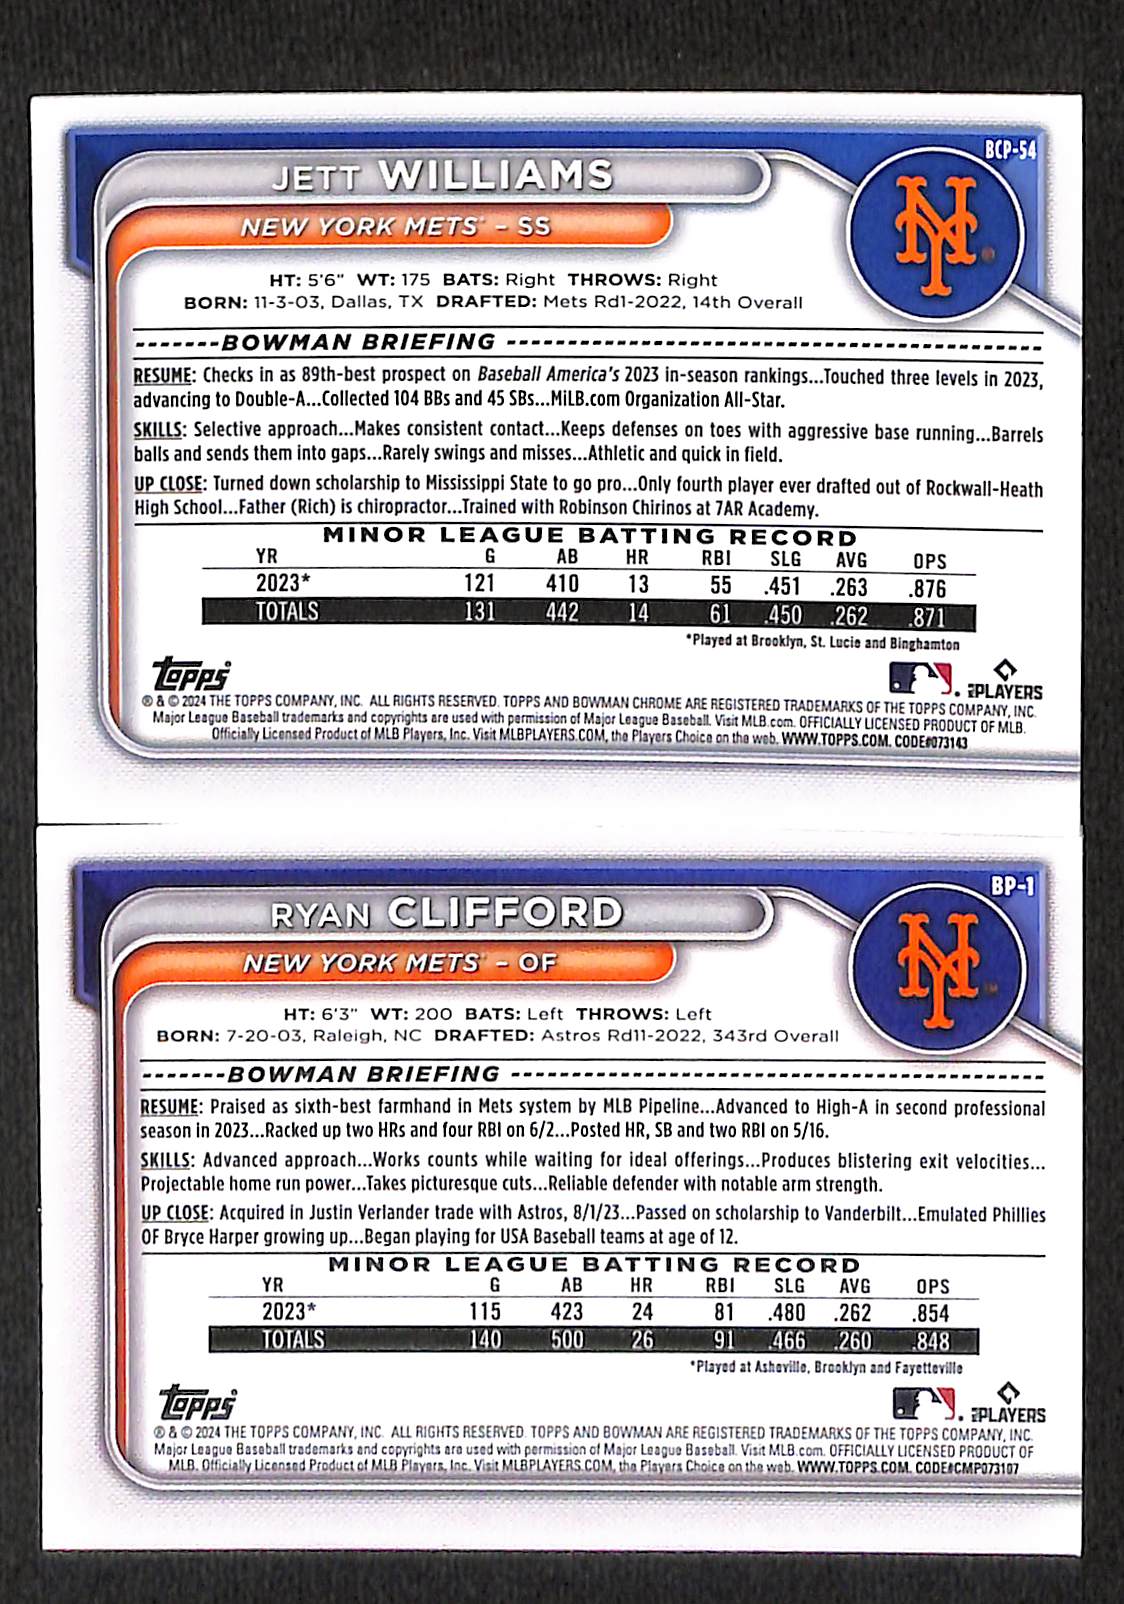 BCP-54
JETT WILLIAMS
NEW YORK METS - SS
HT: 5'6" WT: 175 BATS: Right THROWS: Right
BORN: 11-3-03, Dallas, TX DRAFTED: Mets Rd1-2022, 14th Overall
-------BOWMAN BRIEFING --------------------------------------------
RESUME: Checks in as 89th-best prospect on Baseball America's 2023 in-season rankings...Touched three levels in 2023,
advancing to Double-A...Collected 104 BBs and 45 SBs...MiLB.com Organization All-Star.
SKILLS: Selective approach...Makes consistent contact...Keeps defenses on toes with aggressive base running...Barrels
balls and sends them into gaps...Rarely swings and misses...Athletic and quick in field.
UP CLOSE: Turned down scholarship to Mississippi State to go pro...Only fourth player ever drafted out of Rockwall-Heath
High School...Father (Rich) is chiropractor...Trained with Robinson Chirinos at 7AR Academy.
MINOR LEAGUE BATTING RECORD
YR G AB HR RBI SLG AVG OPS
2023* 121 410 13 55 .451 .263 .876
TOTALS 131 442 14 61 .450 .262 .871
*Played at Brooklyn, St. Lucie and Binghamton
Topps
PLAYERS
® & © 2024 THE TOPPS COMPANY, INC. ALL RIGHTS RESERVED. TOPPS AND BOWMAN CHROME ARE REGISTERED TRADEMARKS OF THE TOPPS COMPANY, INC.
Major League Baseball trademarks and copyrights are used with permission of Major League Baseball. Visit MLB.com. OFFICIALLY LICENSED PRODUCT OF MLB.
Officially Licensed Product of MLB Players, Inc. Visit MLBPLAYERS.COM, the Players Choice on the web. WWW.TOPPS.COM. CODE#073143
BP-1
RYAN CLIFFORD
NEW YORK METS - OF
HT: 6'3" WT: 200 BATS: Left THROWS: Left
BORN: 7-20-03, Raleigh, NC DRAFTED: Astros Rd11-2022, 343rd Overall
-------BOWMAN BRIEFING --------------------------------------------
RESUME: Praised as sixth-best farmhand in Mets system by MLB Pipeline...Advanced to High-A in second professional
season in 2023...Racked up two HRs and four RBI on 6/2...Posted HR, SB and two RBI on 5/16.
SKILLS: Advanced approach...Works counts while waiting for ideal offerings...Produces blistering exit velocities...
Projectable home run power...Takes picturesque cuts...Reliable defender with notable arm strength.
UP CLOSE: Acquired in Justin Verlander trade with Astros, 8/1/23...Passed on scholarship to Vanderbilt...Emulated Phillies
OF Bryce Harper growing up...Began playing for USA Baseball teams at age of 12.
MINOR LEAGUE BATTING RECORD
YR G AB HR RBI SLG AVG OPS
2023* 115 423 24 81 .480 .262 .854
TOTALS 140 500 26 91 .466 .260 .848
*Played at Asheville, Brooklyn and Fayetteville
Topps
PLAYERS
® & © 2024 THE TOPPS COMPANY, INC. ALL RIGHTS RESERVED. TOPPS AND BOWMAN ARE REGISTERED TRADEMARKS OF THE TOPPS COMPANY, INC.
Major League Baseball trademarks and copyrights are used with permission of Major League Baseball. Visit MLB.com. OFFICIALLY LICENSED PRODUCT OF
MLB. Officially Licensed Product of MLB Players, Inc. Visit MLBPLAYERS.COM, the Players Choice on the web. WWW.TOPPS.COM. CODE#CMP073107